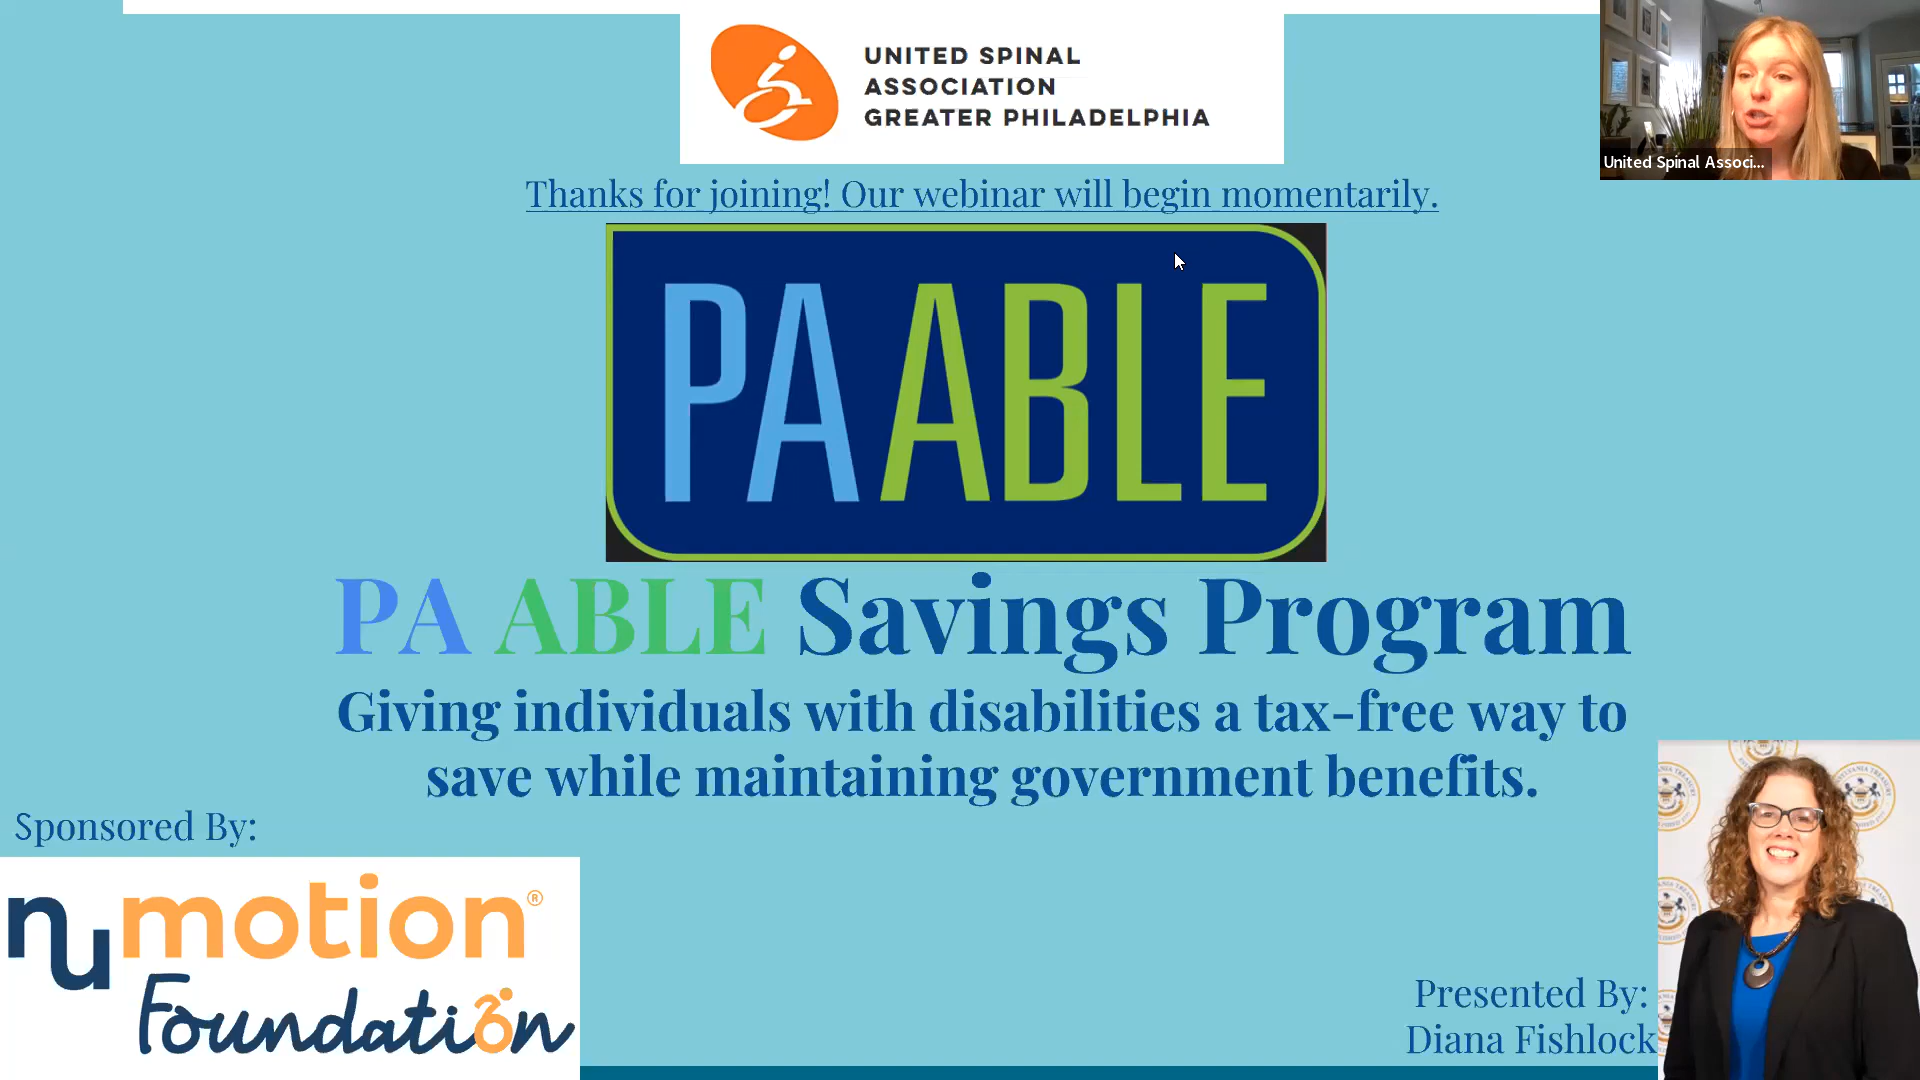 UNITED SPINAL
ASSOCIATION
GREATER PHILADELPHIA
United Spinal Associ...
Thanks for joining! Our webinar will begin momentarily.
PA ABLE
PA ABLE Savings Program
Giving individuals with disabilities a tax-free way to
save while maintaining government benefits.
Sponsored By:
numotion®
Foundation
Presented By:
Diana Fishlock